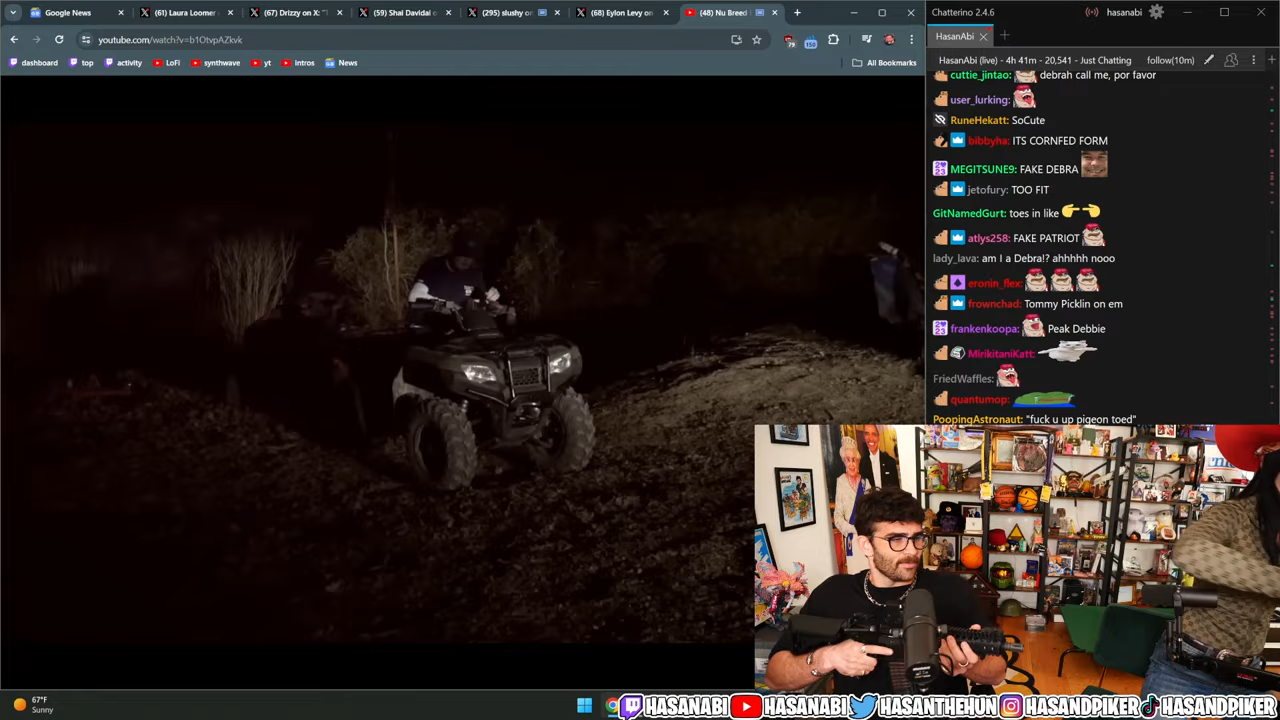 Google News
(61) Laura Loomer
(67) Drizzy on X: "
(59) Shai Davidai
(295) slushy on
(68) Eylon Levy on
(48) Nu Breed
youtube.com/watch?v=b1OtvpAZkvk
79
150
dashboard
top
activity
LoFi
synthwave
yt
intros
News
All Bookmarks
Chatterino 2.4.6
hasanabi
HasanAbi
HasanAbi (live) - 4h 41m - 20,541 - Just Chatting
follow(10m)
cuttie_jintao: debrah call me, por favor
user_lurking:
RuneHekatt: SoCute
bibbyha: ITS CORNFED FORM
MEGITSUNE9: FAKE DEBRA
jetofury: TOO FIT
GitNamedGurt: toes in like
atlys258: FAKE PATRIOT
lady_lava: am I a Debra!? ahhhhh nooo
eronin_flex:
frownchad: Tommy Picklin on em
frankenkoopa: Peak Debbie
MirikitaniKatt:
FriedWaffles:
quantumop:
PoopingAstronaut: "fuck u up pigeon toed"
67°F
Sunny
HASANABI
HASANABI
HASANTHEHUN
HASANDPIKER
HASANDPIKER